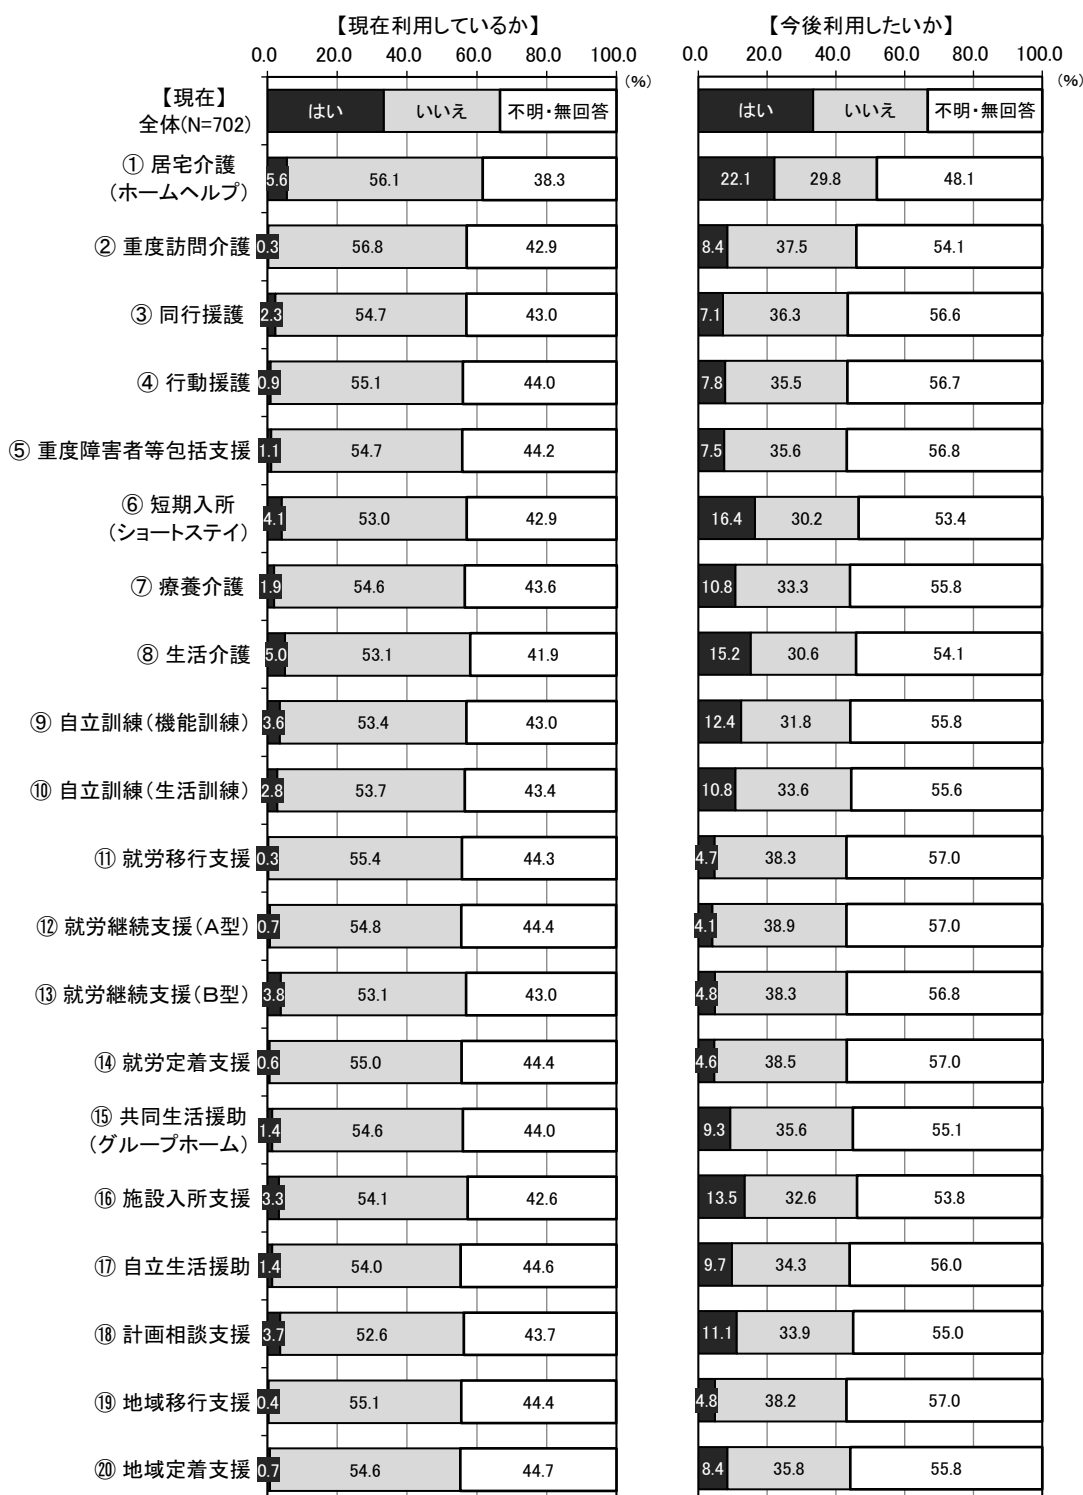 【現在利用しているか】 【今後利用したいか】
0.0 20.0 40.0 60.0 80.0 100.0 0.0 20.0 40.0 60.0 80.0 100.0
(%) (%)
【現在】
全体(N=702) はい いいえ 不明・無回答 はい いいえ 不明・無回答
① 居宅介護
(ホームヘルプ) 5.6 56.1 38.3 22.1 29.8 48.1
② 重度訪問介護 0.3 56.8 42.9 8.4 37.5 54.1
③ 同行援護 2.3 54.7 43.0 7.1 36.3 56.6
④ 行動援護 0.9 55.1 44.0 7.8 35.5 56.7
⑤ 重度障害者等包括支援 1.1 54.7 44.2 7.5 35.6 56.8
⑥ 短期入所
(ショートステイ) 4.1 53.0 42.9 16.4 30.2 53.4
⑦ 療養介護 1.9 54.6 43.6 10.8 33.3 55.8
⑧ 生活介護 5.0 53.1 41.9 15.2 30.6 54.1
⑨ 自立訓練(機能訓練) 3.6 53.4 43.0 12.4 31.8 55.8
⑩ 自立訓練(生活訓練) 2.8 53.7 43.4 10.8 33.6 55.6
⑪ 就労移行支援 0.3 55.4 44.3 4.7 38.3 57.0
⑫ 就労継続支援(A型) 0.7 54.8 44.4 4.1 38.9 57.0
⑬ 就労継続支援(B型) 3.8 53.1 43.0 4.8 38.3 56.8
⑭ 就労定着支援 0.6 55.0 44.4 4.6 38.5 57.0
⑮ 共同生活援助
(グループホーム) 1.4 54.6 44.0 9.3 35.6 55.1
⑯ 施設入所支援 3.3 54.1 42.6 13.5 32.6 53.8
⑰ 自立生活援助 1.4 54.0 44.6 9.7 34.3 56.0
⑱ 計画相談支援 3.7 52.6 43.7 11.1 33.9 55.0
⑲ 地域移行支援 0.4 55.1 44.4 4.8 38.2 57.0
⑳ 地域定着支援 0.7 54.6 44.7 8.4 35.8 55.8